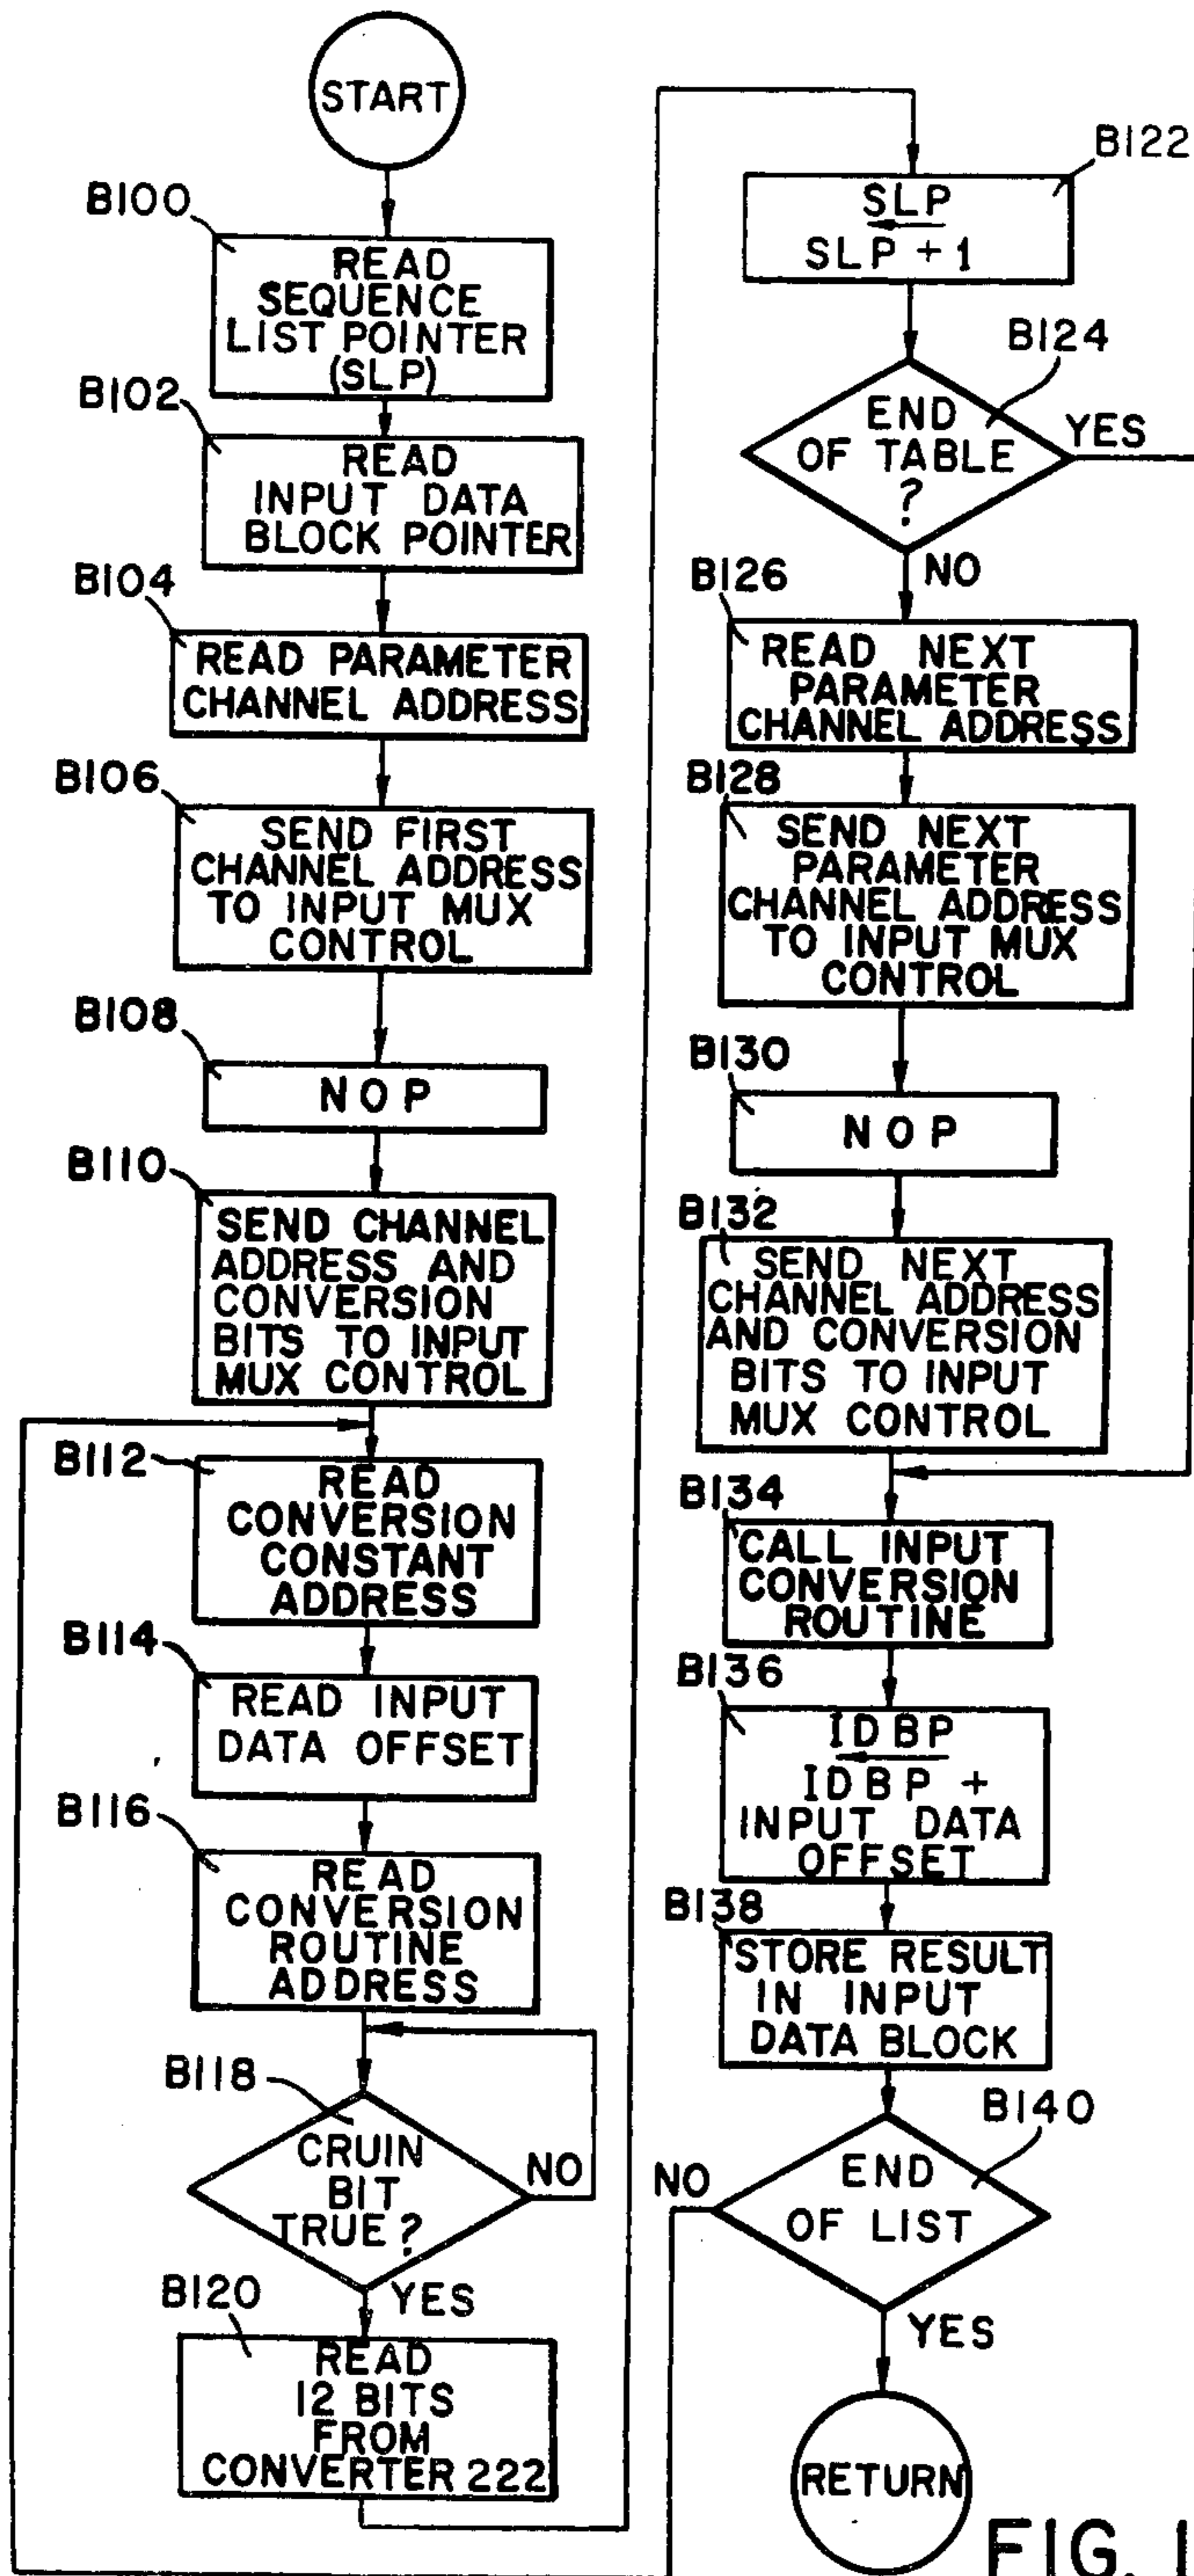 START
B100
READ
SEQUENCE
LIST POINTER
(SLP)
B102
READ
INPUT DATA
BLOCK POINTER
B104
READ PARAMETER
CHANNEL ADDRESS
B106
SEND FIRST
CHANNEL ADDRESS
TO INPUT MUX
CONTROL
B108
NOP
B110
SEND CHANNEL
ADDRESS AND
CONVERSION
BITS TO INPUT
MUX CONTROL
B112
READ
CONVERSION
CONSTANT
ADDRESS
B114
READ INPUT
DATA OFFSET
B116
READ
CONVERSION
ROUTINE
ADDRESS
B118
CRUIN
BIT
TRUE?
NO
YES
B120
READ
12 BITS
FROM
CONVERTER 222
B122
SLP
SLP + 1
B124
END
OF TABLE
?
YES
NO
B126
READ NEXT
PARAMETER
CHANNEL ADDRESS
B128
SEND NEXT
PARAMETER
CHANNEL ADDRESS
TO INPUT MUX
CONTROL
B130
NOP
B132
SEND NEXT
CHANNEL ADDRESS
AND CONVERSION
BITS TO INPUT
MUX CONTROL
B134
CALL INPUT
CONVERSION
ROUTINE
B136
IDBP
IDBP +
INPUT DATA
OFFSET
B138
STORE RESULT
IN INPUT
DATA BLOCK
B140
END
OF LIST
NO
YES
RETURN
FIG. 1